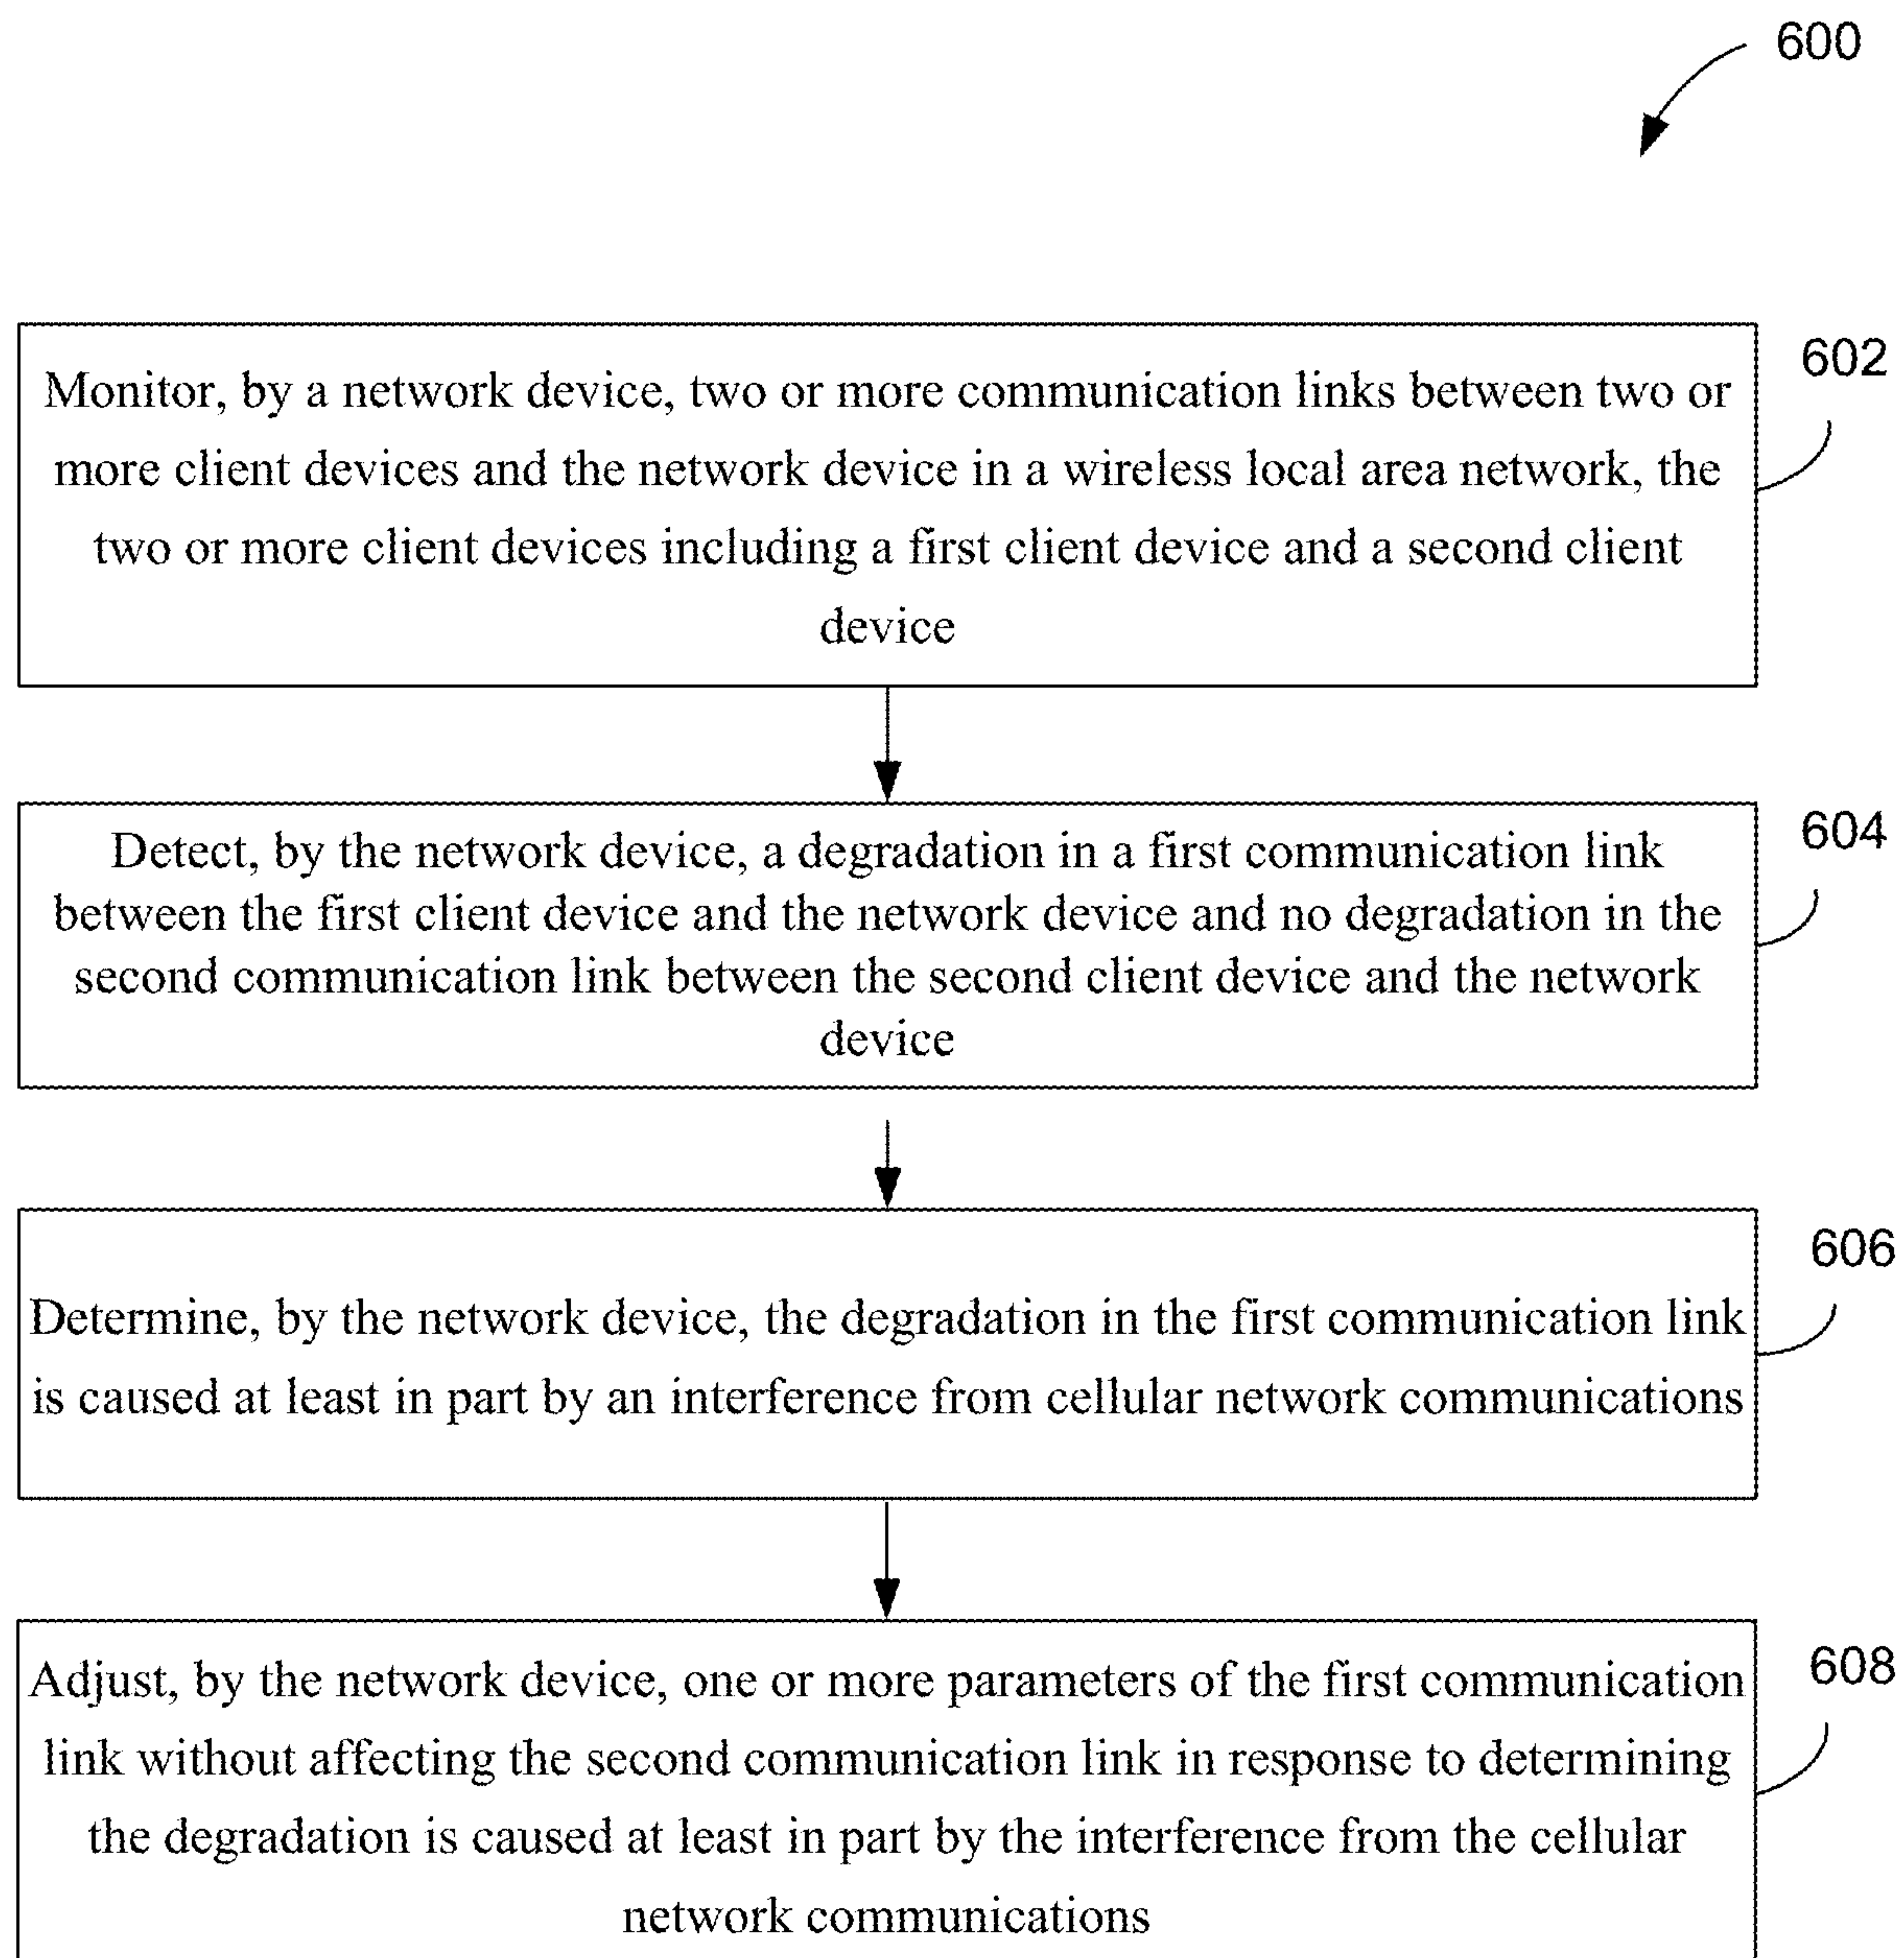 600
Monitor, by a network device, two or more communication links between two or
more client devices and the network device in a wireless local area network, the
two or more client devices including a first client device and a second client
device
602
Detect, by the network device, a degradation in a first communication link
between the first client device and the network device and no degradation in the
second communication link between the second client device and the network
device
604
Determine, by the network device, the degradation in the first communication link
is caused at least in part by an interference from cellular network communications
606
Adjust, by the network device, one or more parameters of the first communication
link without affecting the second communication link in response to determining
the degradation is caused at least in part by the interference from the cellular
network communications
608